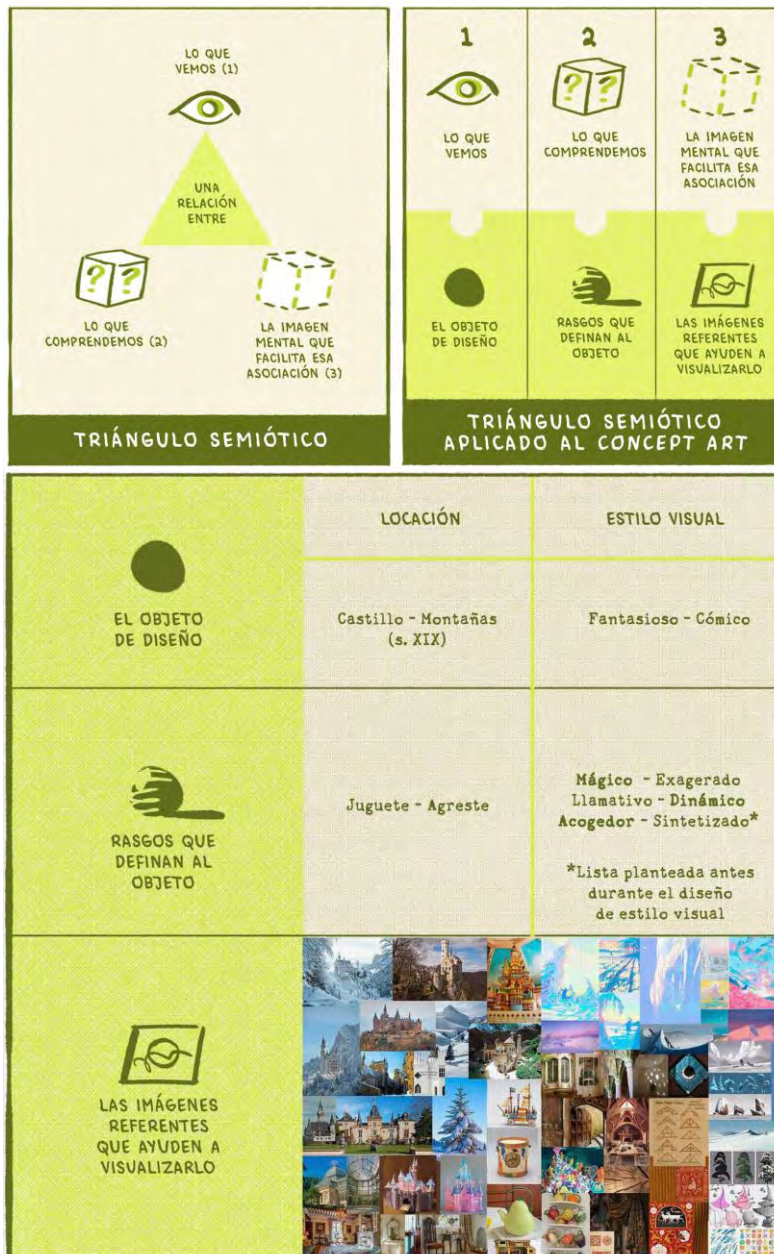 LO QUE
VEMOS (1)
UNA
RELACIÓN
ENTRE
LO QUE
COMPRENDEMOS (2)
LA IMAGEN
MENTAL QUE
FACILITA ESA
ASOCIACIÓN (3)
TRIÁNGULO SEMIÓTICO
1
LO QUE
VEMOS
2
LO QUE
COMPRENDEMOS
3
LA IMAGEN
MENTAL QUE
FACILITA ESA
ASOCIACIÓN
EL OBJETO
DE DISEÑO
RASGOS QUE
DEFINAN AL
OBJETO
LAS IMÁGENES
REFERENTES
QUE AYUDEN A
VISUALIZARLO
TRIÁNGULO SEMIÓTICO
APLICADO AL CONCEPT ART
LOCACIÓN
ESTILO VISUAL
EL OBJETO
DE DISEÑO
Castillo - Montañas
(s. XIX)
Fantasioso - Cómico
RASGOS QUE
DEFINAN AL
OBJETO
Juguete - Agreste
Mágico - Exagerado
Llamativo - Dinámico
Acogedor - Sintetizado*
*Lista planteada antes
durante el diseño
de estilo visual
LAS IMÁGENES
REFERENTES
QUE AYUDEN A
VISUALIZARLO